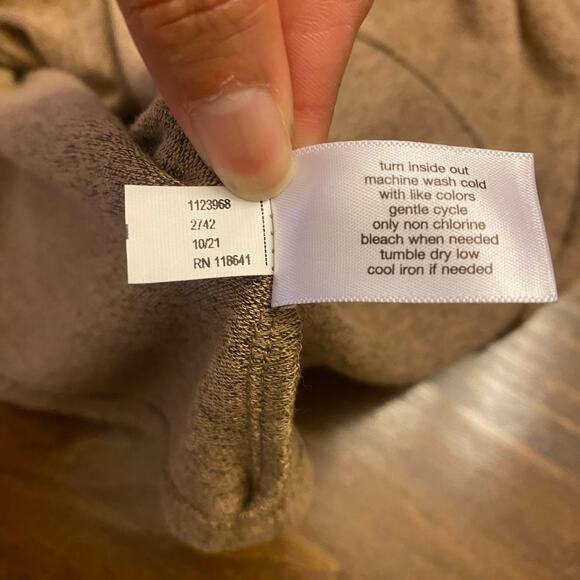 1123968
2742
10/21
RN 118641
turn inside out
machine wash cold
with like colors
gentle cycle
only non chlorine
bleach when needed
tumble dry low
cool iron if needed